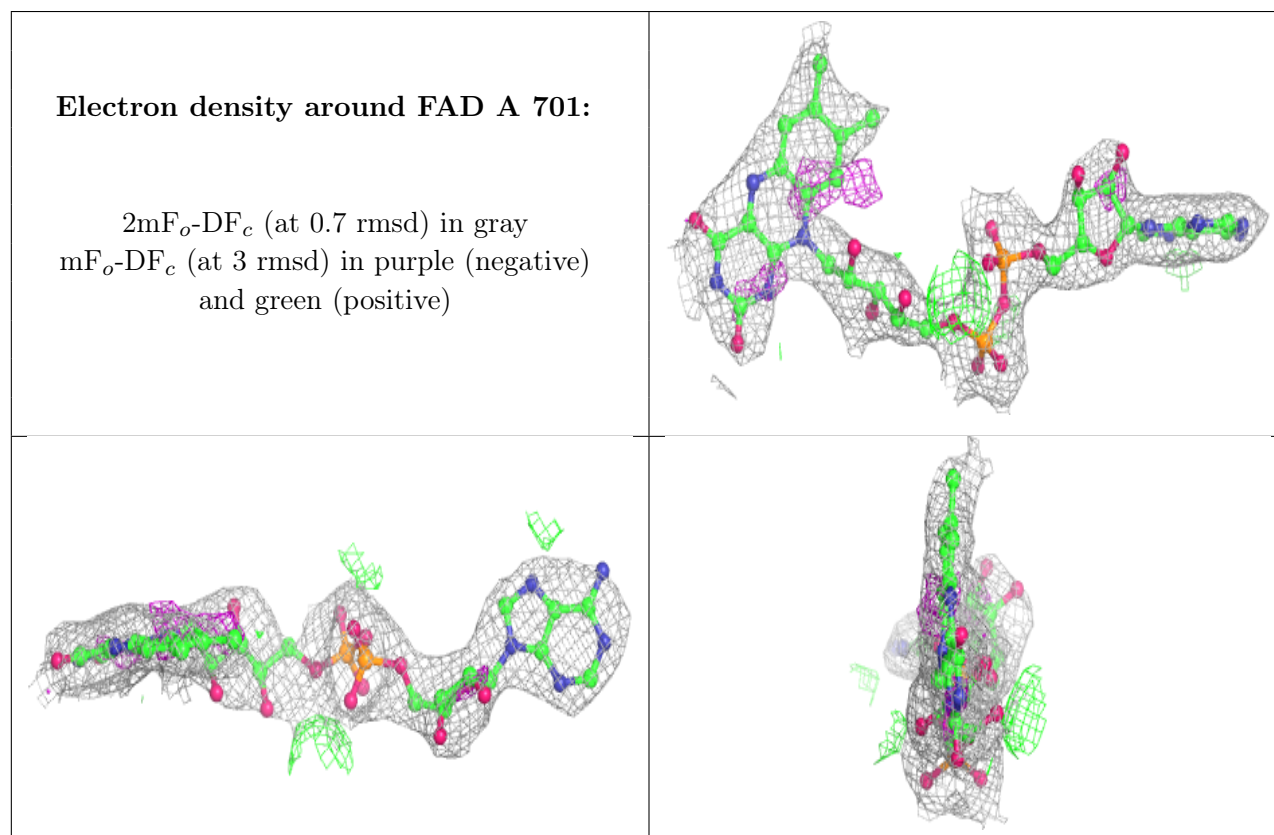 Electron density around FAD A 701:
2mFo-DFc (at 0.7 rmsd) in gray
mFo-DFc (at 3 rmsd) in purple (negative)
and green (positive)